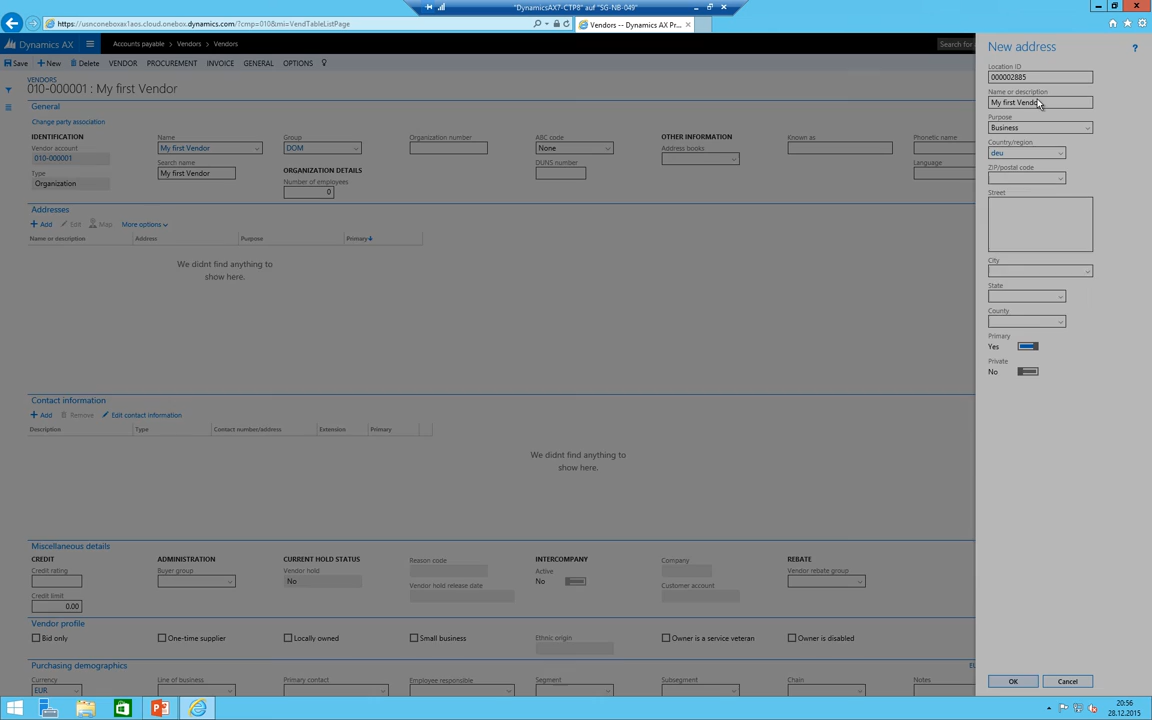 "DynamicsAX7-CTP8" auf "SG-NB-049"
https://usnconeboxax1aos.cloud.onebox.dynamics.com/?cmp=010&mi=VendTableListPage
Vendors -- Dynamics AX Pr...
Dynamics AX
Accounts payable
Vendors
Vendors
Search for
Save
New
Delete
VENDOR
PROCUREMENT
INVOICE
GENERAL
OPTIONS
VENDORS
010-000001 : My first Vendor
General
Change party association
IDENTIFICATION
Vendor account
010-000001
Type
Organization
Name
My first Vendor
Search name
My first Vendor
Group
DOM
ORGANIZATION DETAILS
Number of employees
0
Organization number
ABC code
None
DUNS number
OTHER INFORMATION
Address books
Known as
Phonetic name
Language
Addresses
Add
Edit
Map
More options
Name or description
Address
Purpose
Primary
We didnt find anything to
show here.
Contact information
Add
Remove
Edit contact information
Description
Type
Contact number/address
Extension
Primary
We didnt find anything to
show here.
Miscellaneous details
CREDIT
Credit rating
Credit limit
0.00
ADMINISTRATION
Buyer group
CURRENT HOLD STATUS
Vendor hold
No
Reason code
Vendor hold release date
INTERCOMPANY
Active
No
Company
Customer account
REBATE
Vendor rebate group
Vendor profile
Bid only
One-time supplier
Locally owned
Small business
Ethnic origin
Owner is a service veteran
Owner is disabled
Purchasing demographics
Currency
EUR
Line of business
Primary contact
Employee responsible
Segment
Subsegment
Chain
Notes
New address
?
Location ID
000002885
Name or description
My first Vendor
Purpose
Business
Country/region
deu
ZIP/postal code
Street
City
State
County
Primary
Yes
Private
No
OK
Cancel
20:56
28.12.2015